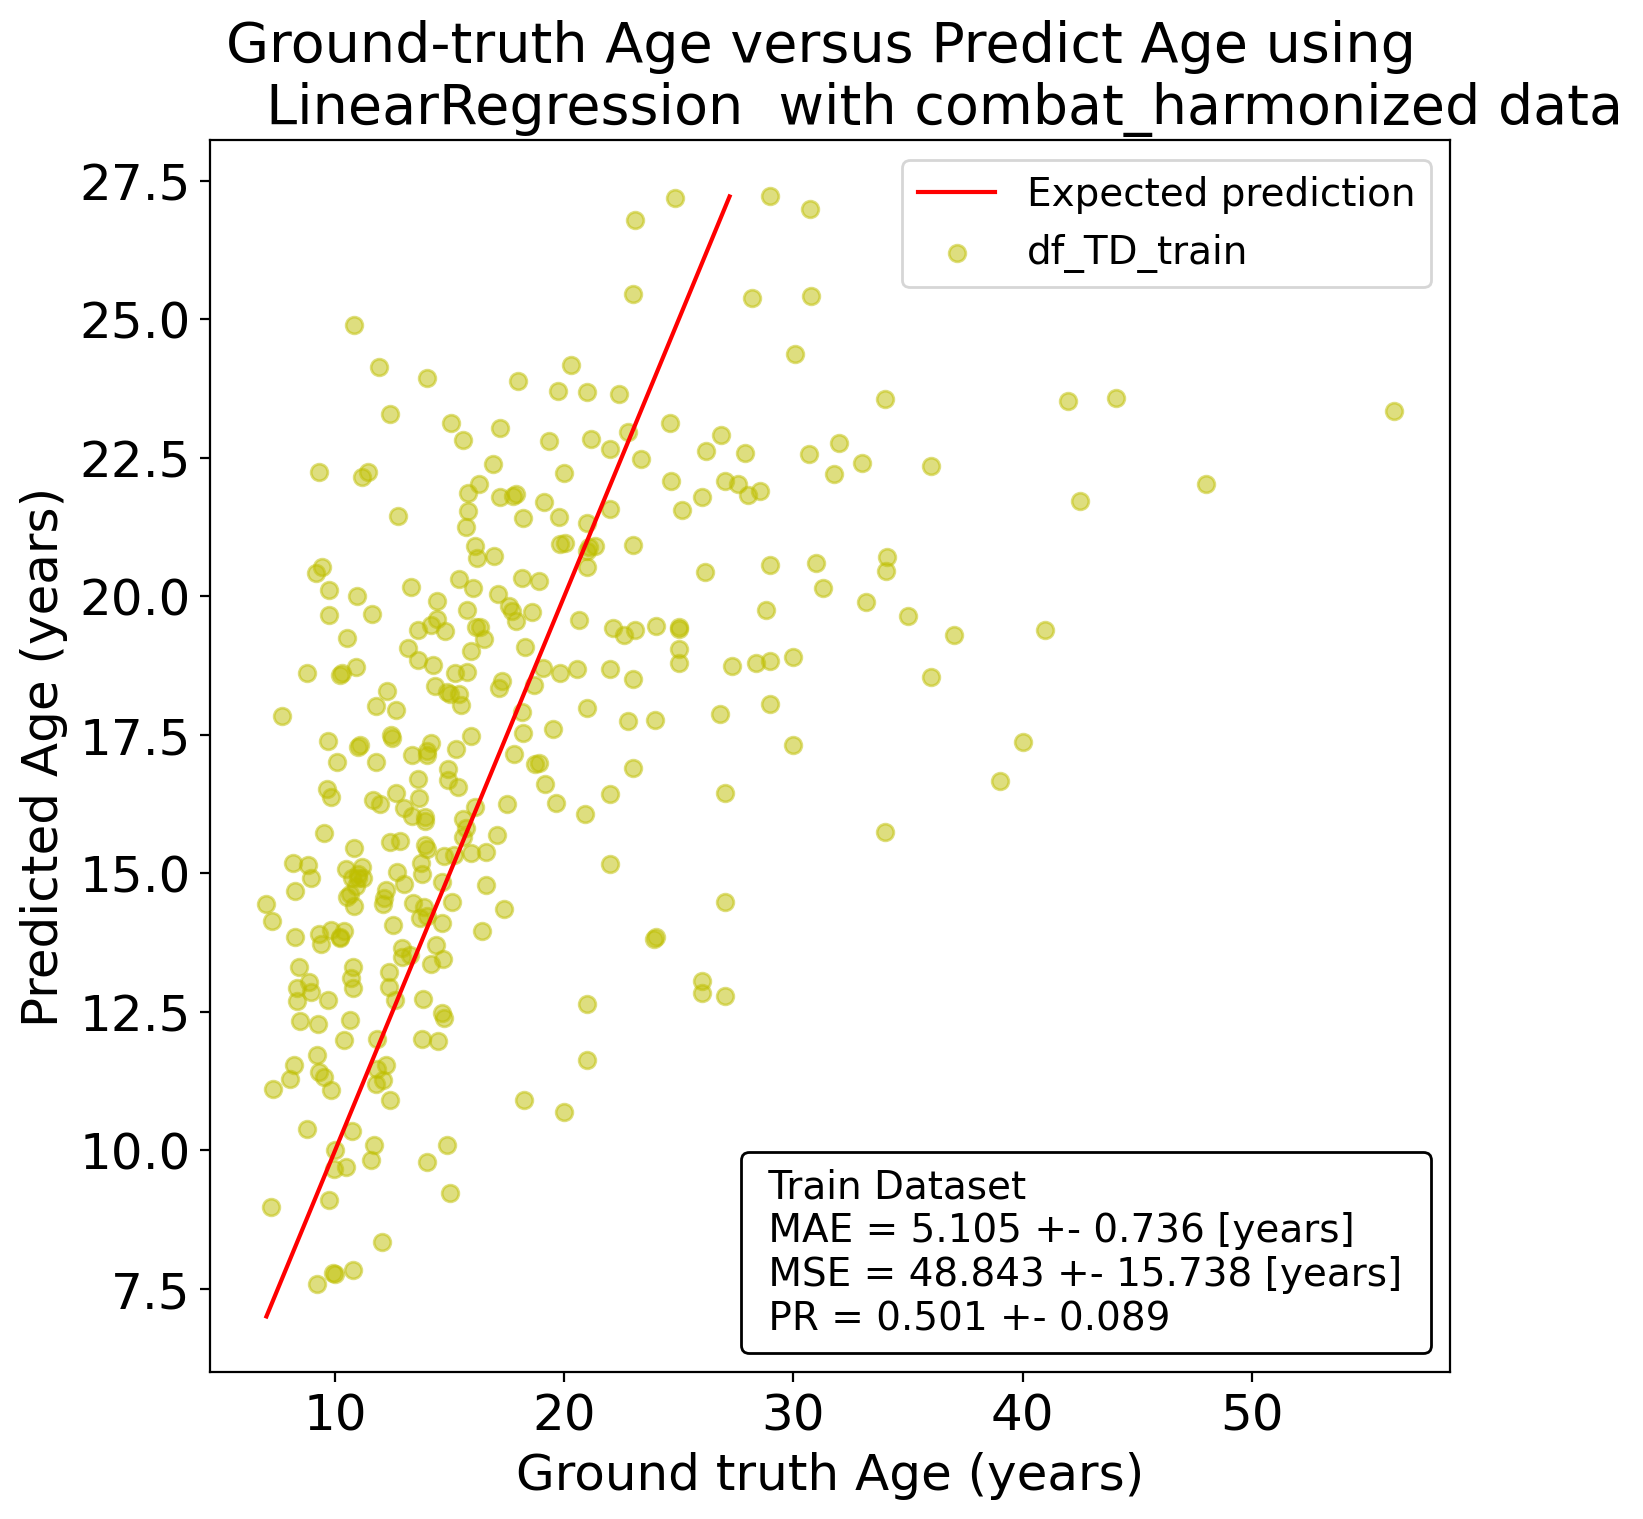 Ground-truth Age versus Predict Age using
LinearRegression  with combat_harmonized data
Expected prediction
df_TD_train
27.5
25.0
22.5
20.0
17.5
15.0
12.5
10.0
7.5
Predicted Age (years)
Train Dataset
MAE = 5.105 +- 0.736 [years]
MSE = 48.843 +- 15.738 [years]
PR = 0.501 +- 0.089
10 20 30 40 50
Ground truth Age (years)